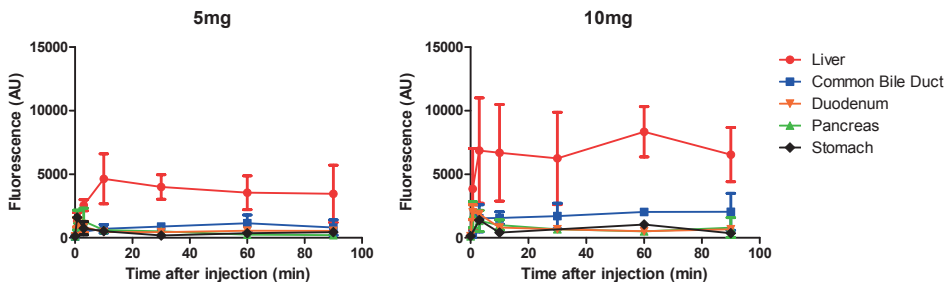 5mg
15000
10000
5000
0
Fluorescence (AU)
0 20 40 60 80 100
Time after injection (min)
10mg
15000
10000
5000
0
Fluorescence (AU)
0 20 40 60 80 100
Time after injection (min)
Liver
Common Bile Duct
Duodenum
Pancreas
Stomach